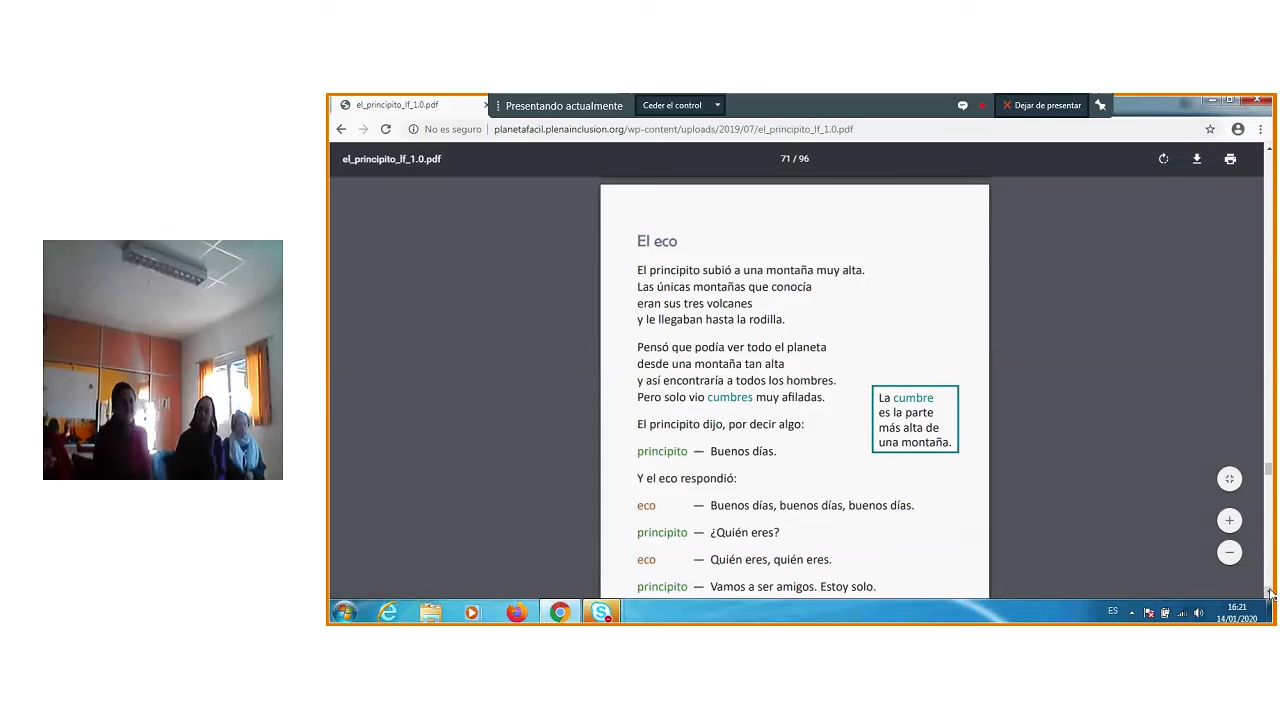 el_principito_lf_1.0.pdf
Presentando actualmente
Ceder el control
Dejar de presentar
No es seguro
planetafacil.plenainclusion.org/wp-content/uploads/2019/07/el_principito_lf_1.0.pdf
el_principito_lf_1.0.pdf
71 / 96
El eco
El principito subió a una montaña muy alta.
Las únicas montañas que conocía
eran sus tres volcanes
y le llegaban hasta la rodilla.
Pensó que podía ver todo el planeta
desde una montaña tan alta
y así encontraría a todos los hombres.
Pero solo vio cumbres muy afiladas.
La cumbre
es la parte
más alta de
una montaña.
El principito dijo, por decir algo:
principito — Buenos días.
Y el eco respondió:
eco — Buenos días, buenos días, buenos días.
principito — ¿Quién eres?
eco — Quién eres, quién eres.
principito — Vamos a ser amigos. Estoy solo.
ES
16:21
14/01/2020